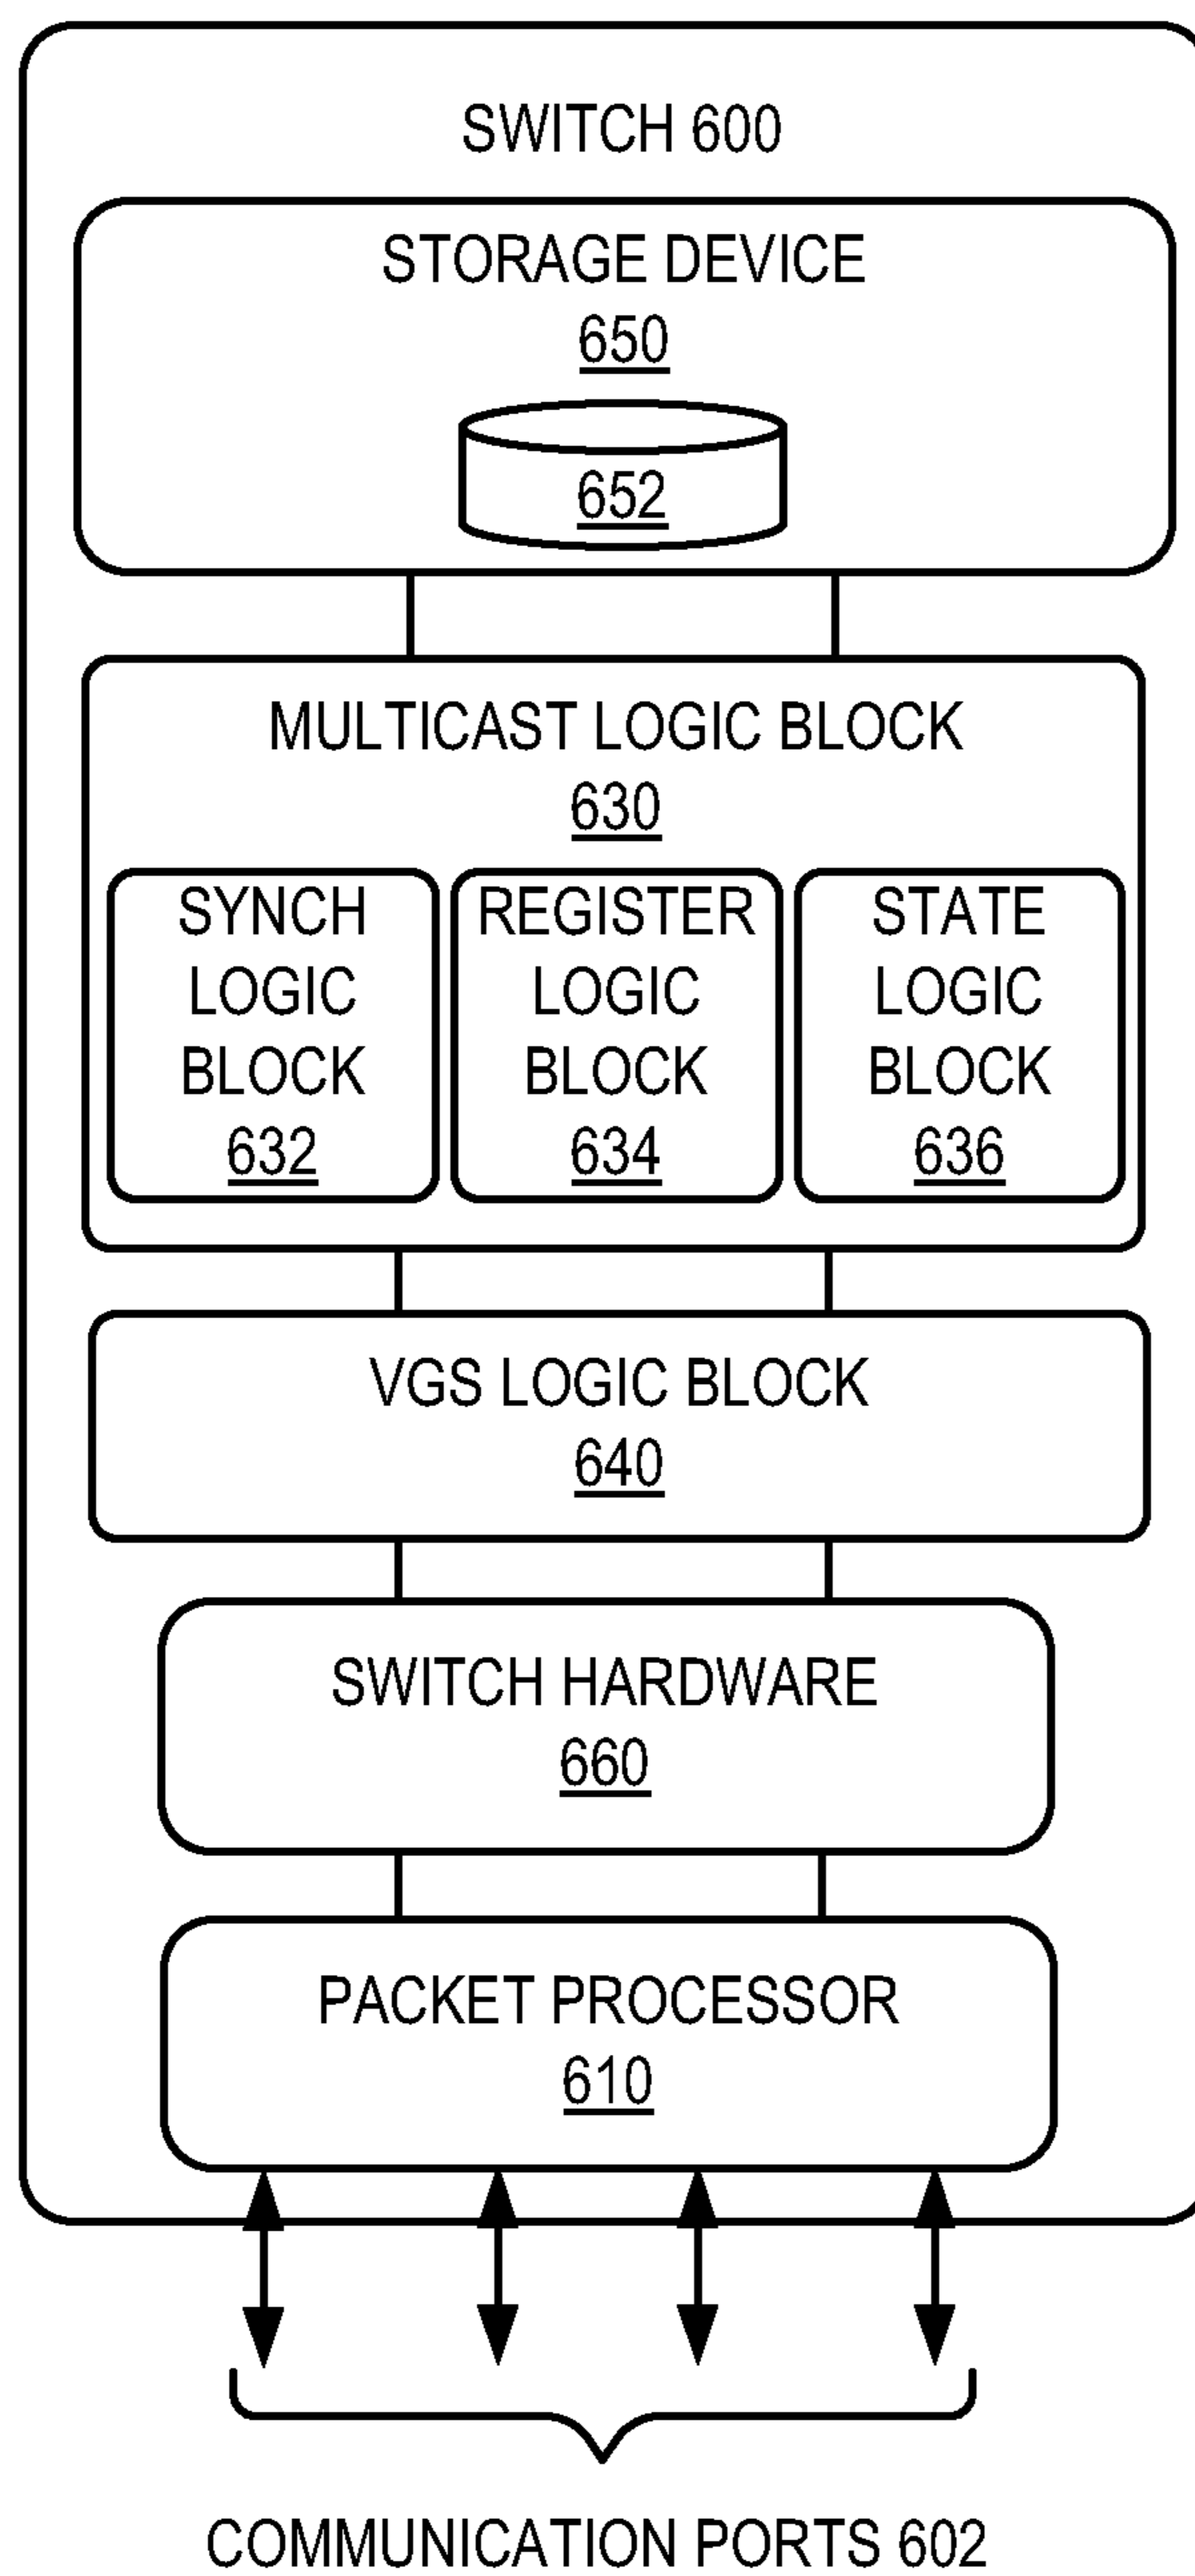 SWITCH 600
STORAGE DEVICE
650
652
MULTICAST LOGIC BLOCK
630
SYNCH
LOGIC
BLOCK
632
REGISTER
LOGIC
BLOCK
634
STATE
LOGIC
BLOCK
636
VGS LOGIC BLOCK
640
SWITCH HARDWARE
660
PACKET PROCESSOR
610
COMMUNICATION PORTS 602